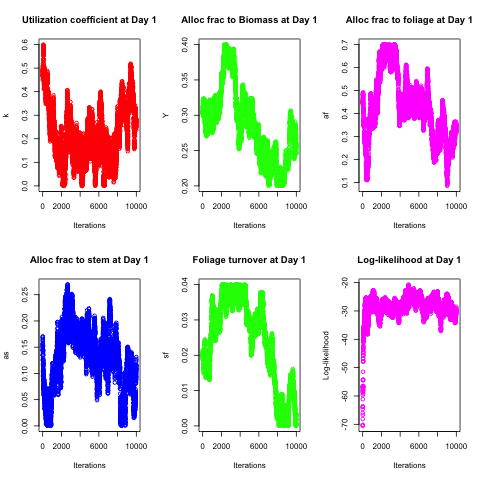 Utilization coefficient at Day 1
Alloc frac to Biomass at Day 1
Alloc frac to foliage at Day 1
k
0.0 0.1 0.2 0.3 0.4 0.5 0.6
0 2000 6000 10000
Iterations
Y
0.20 0.25 0.30 0.35 0.40
0 2000 6000 10000
Iterations
af
0.1 0.2 0.3 0.4 0.5 0.6 0.7
0 2000 6000 10000
Iterations
Alloc frac to stem at Day 1
Foliage turnover at Day 1
Log-likelihood at Day 1
as
0.00 0.05 0.10 0.15 0.20 0.25
0 2000 6000 10000
Iterations
sf
0.00 0.01 0.02 0.03 0.04
0 2000 6000 10000
Iterations
Log-likelihood
-70 -60 -50 -40 -30 -20
0 2000 6000 10000
Iterations